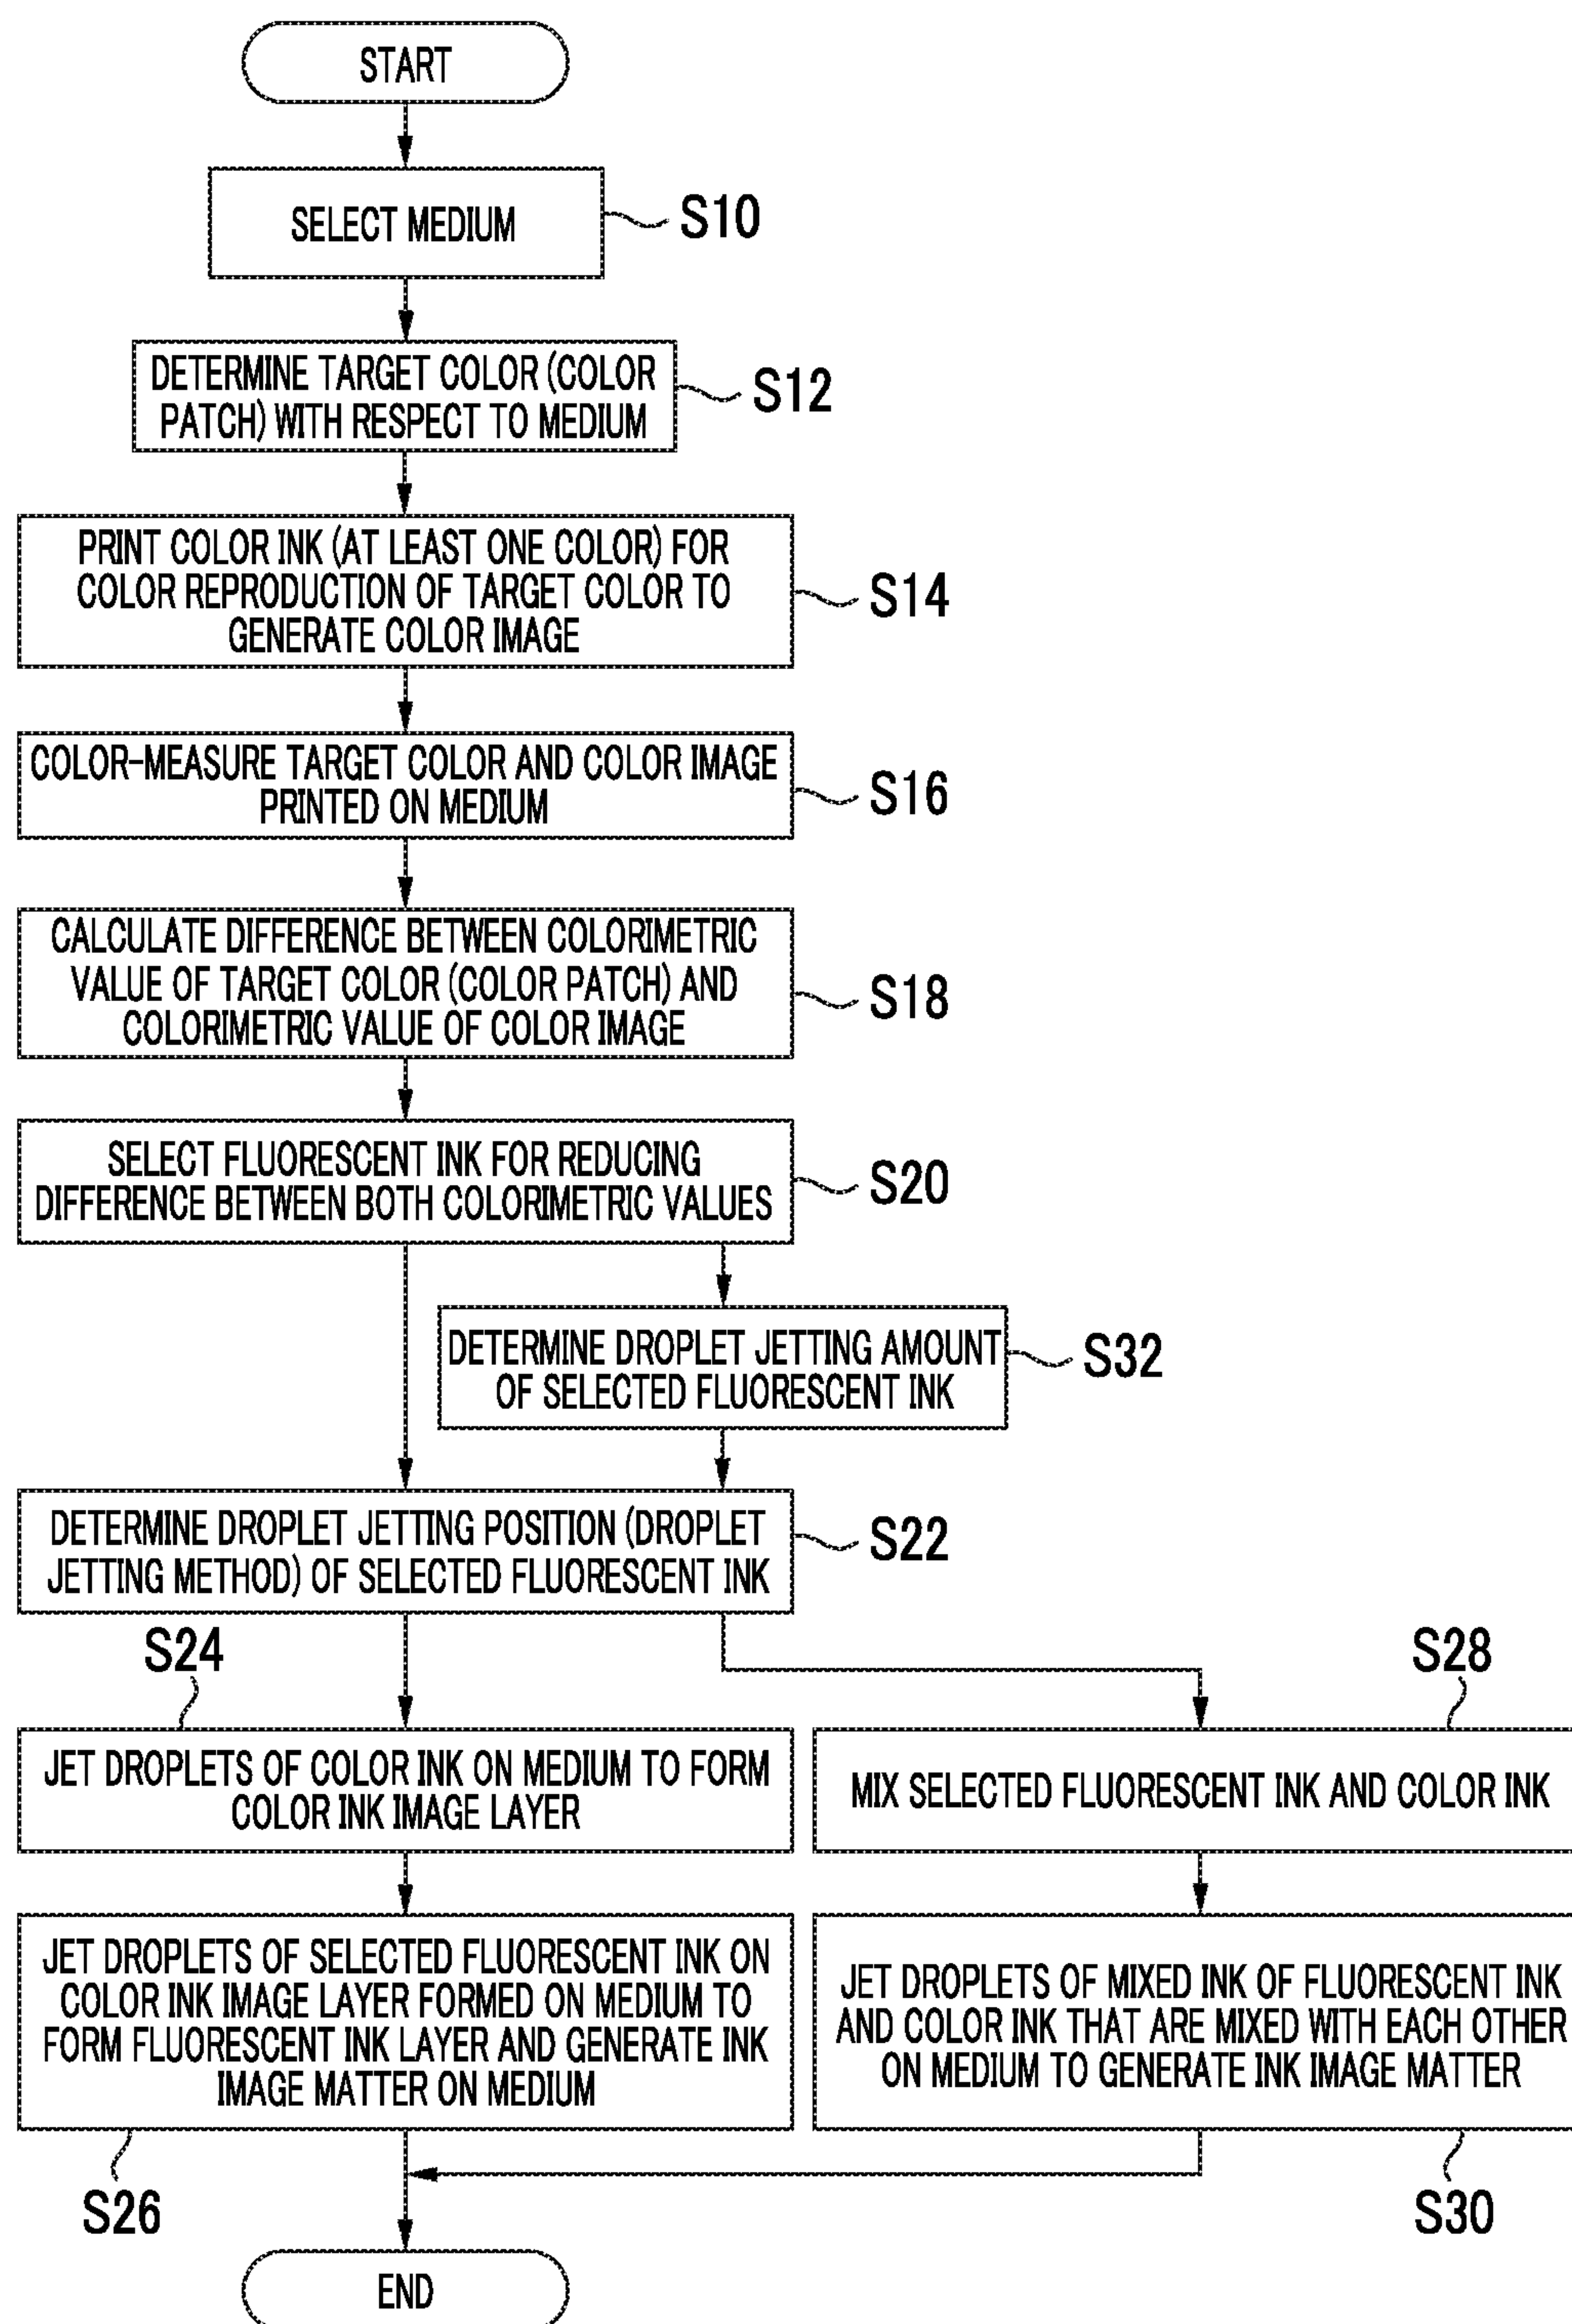 START
SELECT MEDIUM
S10
DETERMINE TARGET COLOR (COLOR
PATCH) WITH RESPECT TO MEDIUM
S12
PRINT COLOR INK (AT LEAST ONE COLOR) FOR
COLOR REPRODUCTION OF TARGET COLOR TO
GENERATE COLOR IMAGE
S14
COLOR-MEASURE TARGET COLOR AND COLOR IMAGE
PRINTED ON MEDIUM
S16
CALCULATE DIFFERENCE BETWEEN COLORIMETRIC
VALUE OF TARGET COLOR (COLOR PATCH) AND
COLORIMETRIC VALUE OF COLOR IMAGE
S18
SELECT FLUORESCENT INK FOR REDUCING
DIFFERENCE BETWEEN BOTH COLORIMETRIC VALUES
S20
DETERMINE DROPLET JETTING AMOUNT
OF SELECTED FLUORESCENT INK
S32
DETERMINE DROPLET JETTING POSITION (DROPLET
JETTING METHOD) OF SELECTED FLUORESCENT INK
S22
S24
JET DROPLETS OF COLOR INK ON MEDIUM TO FORM
COLOR INK IMAGE LAYER
S28
MIX SELECTED FLUORESCENT INK AND COLOR INK
JET DROPLETS OF SELECTED FLUORESCENT INK ON
COLOR INK IMAGE LAYER FORMED ON MEDIUM TO
FORM FLUORESCENT INK LAYER AND GENERATE INK
IMAGE MATTER ON MEDIUM
S26
JET DROPLETS OF MIXED INK OF FLUORESCENT INK
AND COLOR INK THAT ARE MIXED WITH EACH OTHER
ON MEDIUM TO GENERATE INK IMAGE MATTER
S30
END